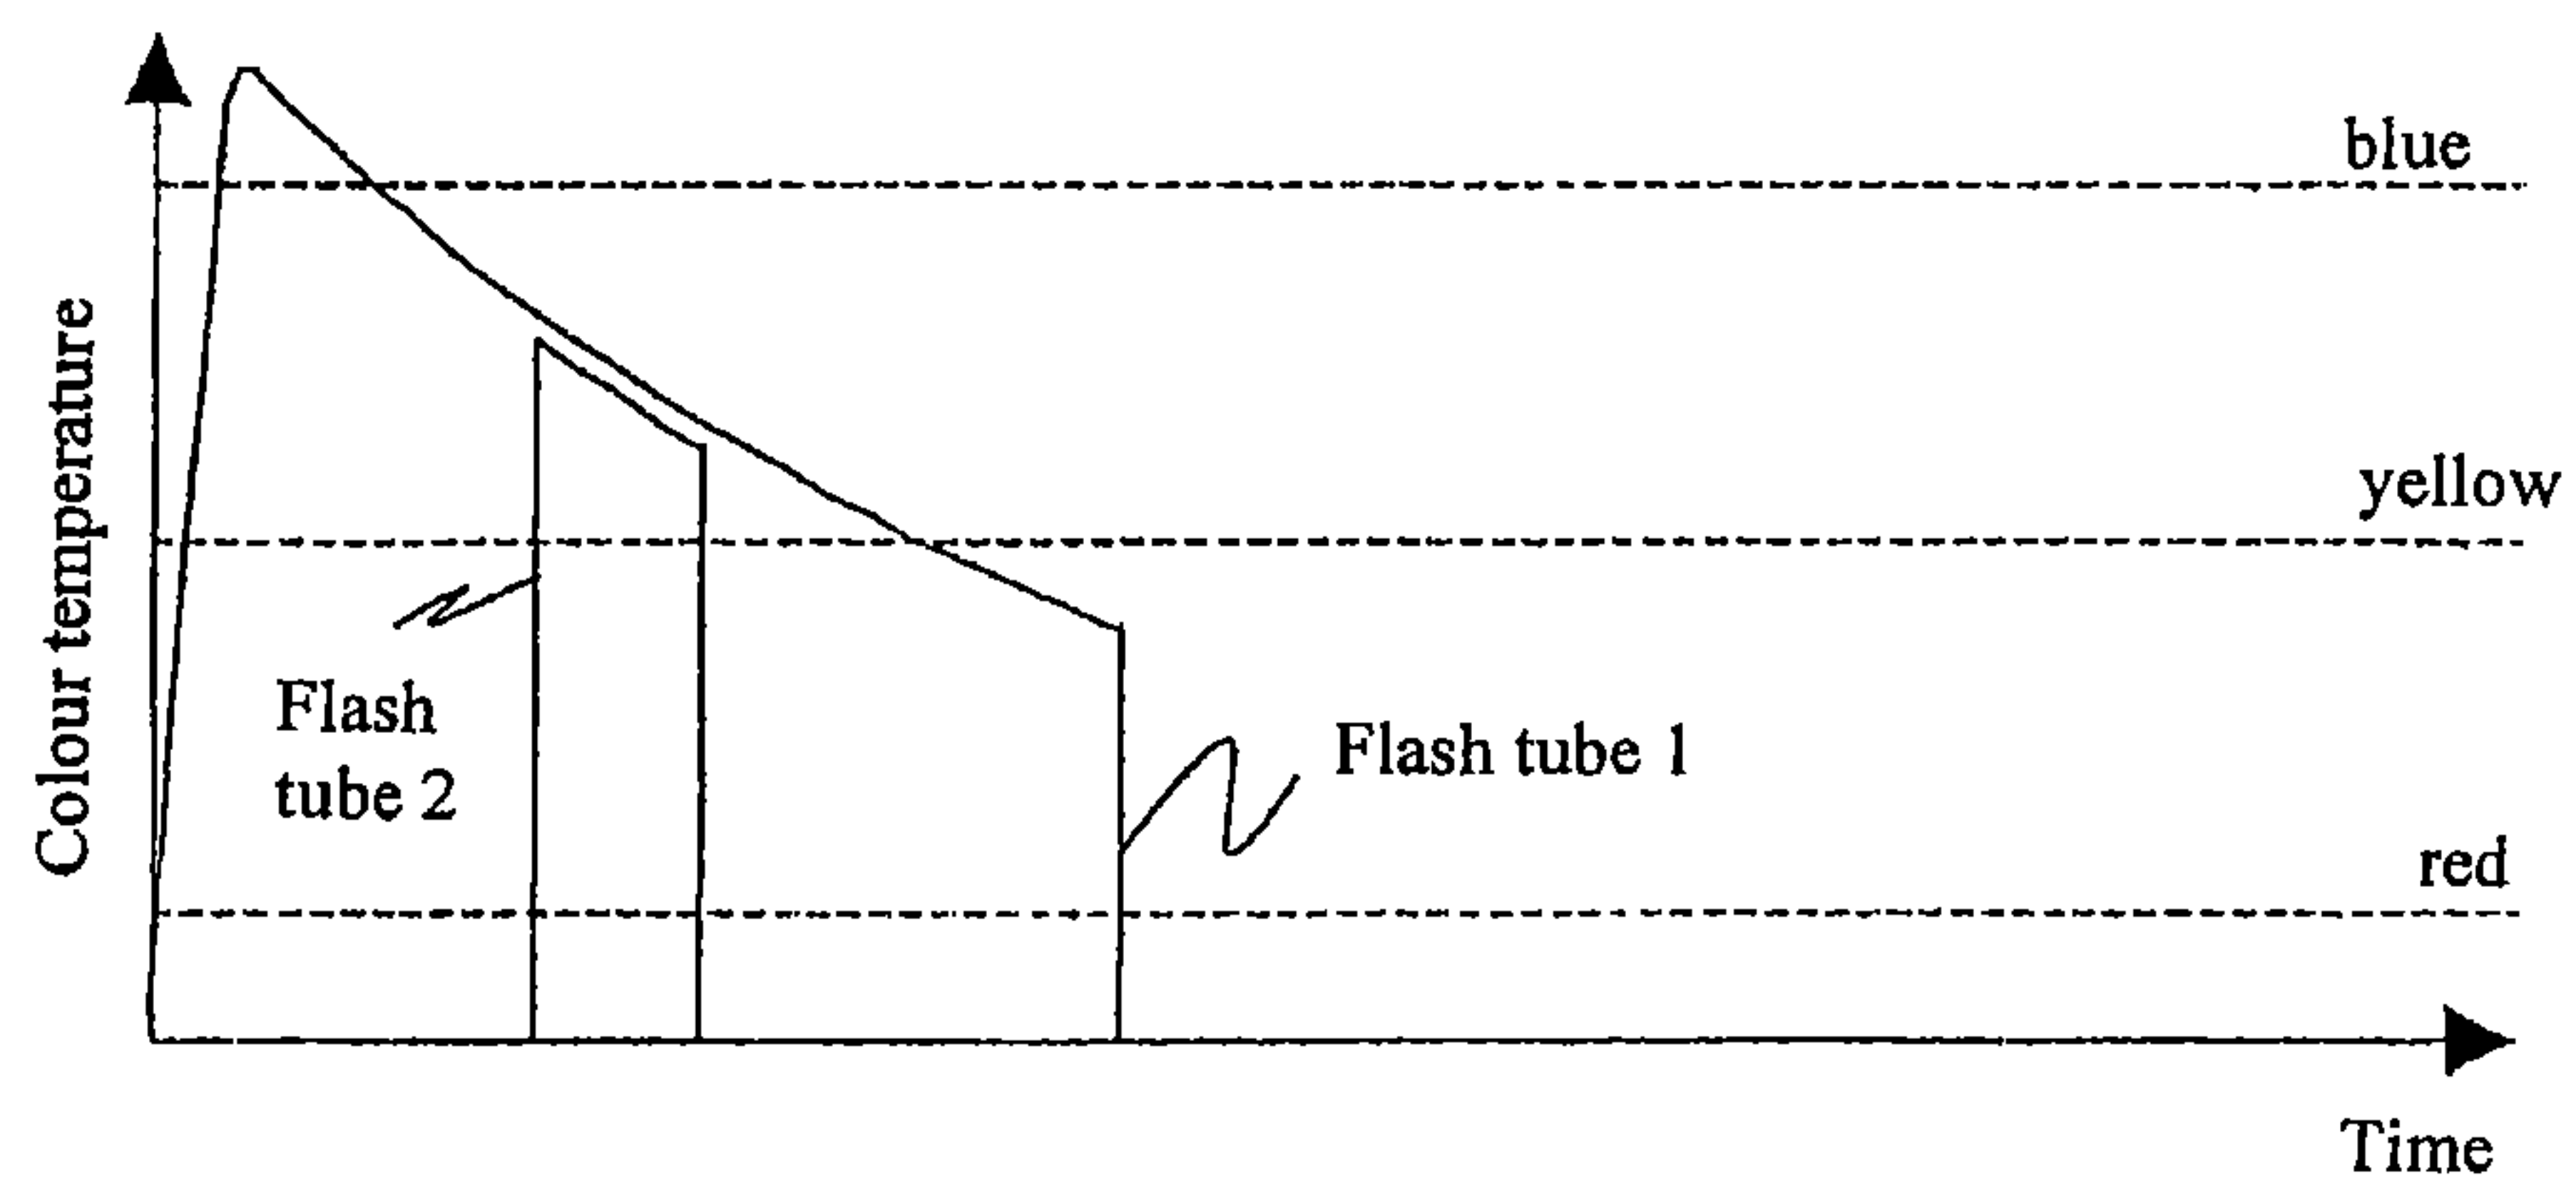 blue
yellow
Colour temperature
Flash
tube 2
Flash tube 1
red
Time